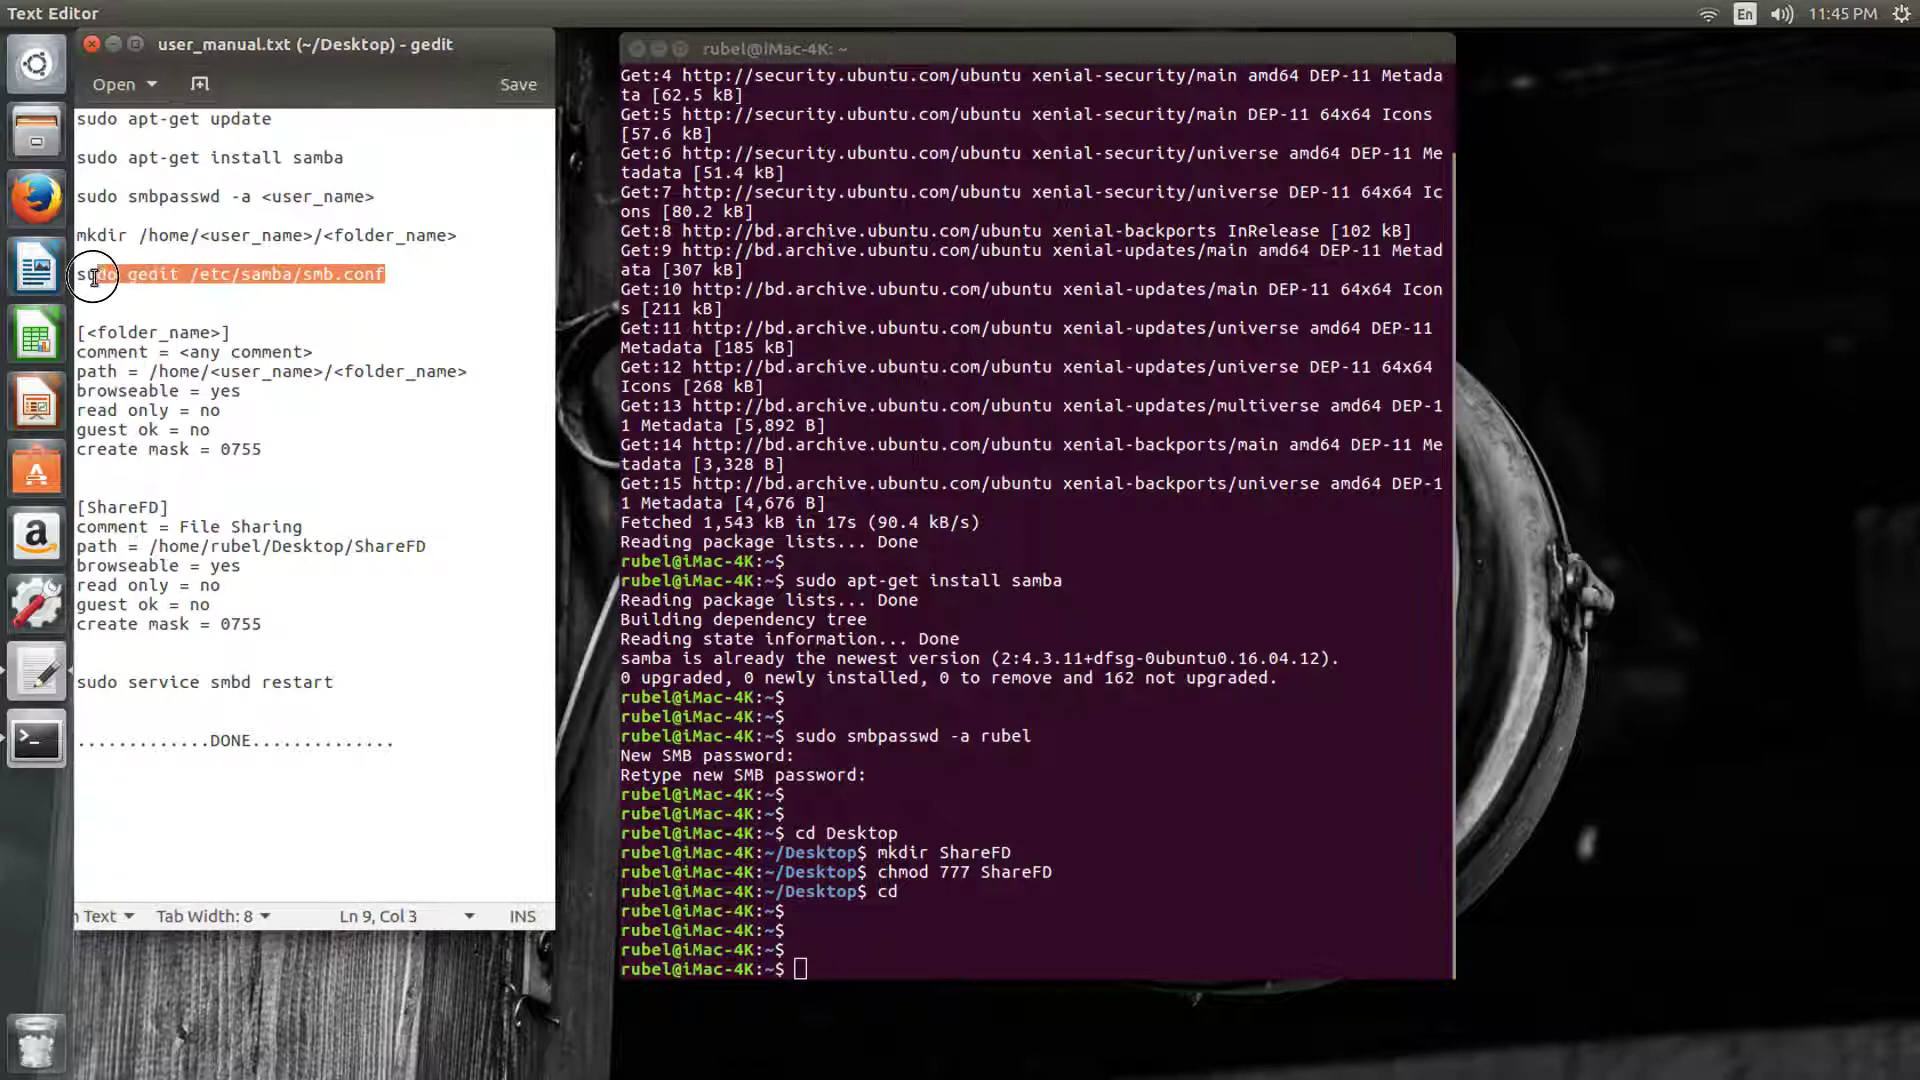 Text Editor
En
11:45 PM
user_manual.txt (~/Desktop) - gedit
Open
Save
sudo apt-get update
sudo apt-get install samba
sudo smbpasswd -a <user_name>
mkdir /home/<user_name>/<folder_name>
sudo gedit /etc/samba/smb.conf
[<folder_name>]
comment = <any comment>
path = /home/<user_name>/<folder_name>
browseable = yes
read only = no
guest ok = no
create mask = 0755
[ShareFD]
comment = File Sharing
path = /home/rubel/Desktop/ShareFD
browseable = yes
read only = no
guest ok = no
create mask = 0755
sudo service smbd restart
.............DONE..............
n Text
Tab Width: 8
Ln 9, Col 3
INS
rubel@iMac-4K: ~
Get:4 http://security.ubuntu.com/ubuntu xenial-security/main amd64 DEP-11 Metada
ta [62.5 kB]
Get:5 http://security.ubuntu.com/ubuntu xenial-security/main DEP-11 64x64 Icons
[57.6 kB]
Get:6 http://security.ubuntu.com/ubuntu xenial-security/universe amd64 DEP-11 Me
tadata [51.4 kB]
Get:7 http://security.ubuntu.com/ubuntu xenial-security/universe DEP-11 64x64 Ic
ons [80.2 kB]
Get:8 http://bd.archive.ubuntu.com/ubuntu xenial-backports InRelease [102 kB]
Get:9 http://bd.archive.ubuntu.com/ubuntu xenial-updates/main amd64 DEP-11 Metad
ata [307 kB]
Get:10 http://bd.archive.ubuntu.com/ubuntu xenial-updates/main DEP-11 64x64 Icon
s [211 kB]
Get:11 http://bd.archive.ubuntu.com/ubuntu xenial-updates/universe amd64 DEP-11
Metadata [185 kB]
Get:12 http://bd.archive.ubuntu.com/ubuntu xenial-updates/universe DEP-11 64x64
Icons [268 kB]
Get:13 http://bd.archive.ubuntu.com/ubuntu xenial-updates/multiverse amd64 DEP-1
1 Metadata [5,892 B]
Get:14 http://bd.archive.ubuntu.com/ubuntu xenial-backports/main amd64 DEP-11 Me
tadata [3,328 B]
Get:15 http://bd.archive.ubuntu.com/ubuntu xenial-backports/universe amd64 DEP-1
1 Metadata [4,676 B]
Fetched 1,543 kB in 17s (90.4 kB/s)
Reading package lists... Done
rubel@iMac-4K:~$
rubel@iMac-4K:~$ sudo apt-get install samba
Reading package lists... Done
Building dependency tree
Reading state information... Done
samba is already the newest version (2:4.3.11+dfsg-0ubuntu0.16.04.12).
0 upgraded, 0 newly installed, 0 to remove and 162 not upgraded.
rubel@iMac-4K:~$
rubel@iMac-4K:~$
rubel@iMac-4K:~$ sudo smbpasswd -a rubel
New SMB password:
Retype new SMB password:
rubel@iMac-4K:~$
rubel@iMac-4K:~$
rubel@iMac-4K:~$ cd Desktop
rubel@iMac-4K:~/Desktop$ mkdir ShareFD
rubel@iMac-4K:~/Desktop$ chmod 777 ShareFD
rubel@iMac-4K:~/Desktop$ cd
rubel@iMac-4K:~$
rubel@iMac-4K:~$
rubel@iMac-4K:~$
rubel@iMac-4K:~$